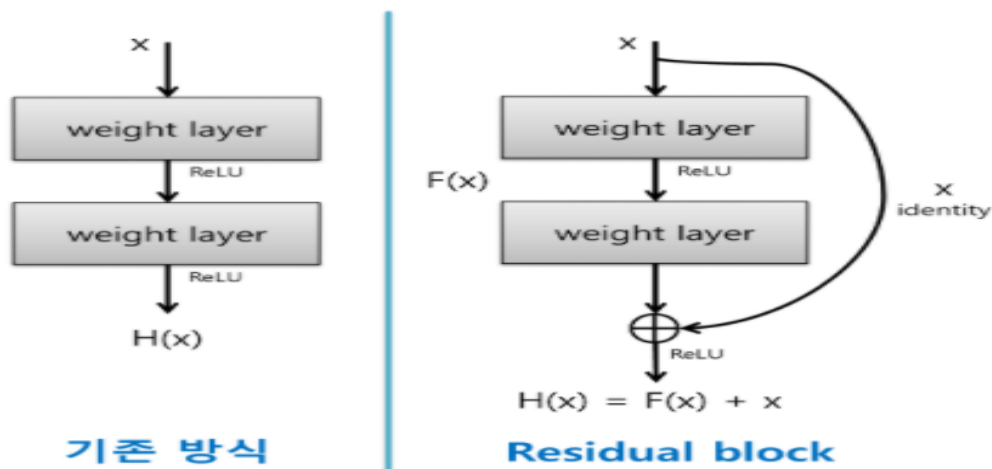 x
weight layer
ReLU
weight layer
ReLU
H(x)
기존 방식
x
weight layer
ReLU
F(x)
weight layer
x
identity
ReLU
H(x) = F(x) + x
Residual block